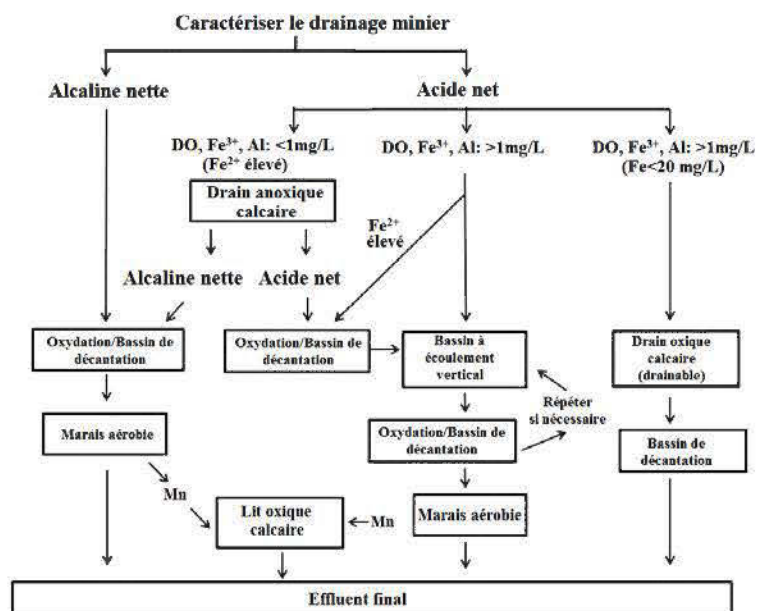 Caractériser le drainage minier
Alcaline nette
Acide net
DO, Fe³⁺, Al: <1mg/L
(Fe²⁺ élevé)
DO, Fe³⁺, Al: >1mg/L
DO, Fe³⁺, Al: >1mg/L
(Fe<20 mg/L)
Drain anoxique
calcaire
Fe²⁺
élevé
Alcaline nette
Acide net
Oxydation/Bassin de
décantation
Oxydation/Bassin de
décantation
Bassin à
écoulement
vertical
Drain oxique
calcaire
(drainable)
Répéter
si nécessaire
Marais aérobie
Oxydation/Bassin de
décantation
Bassin de
décantation
Mn
Lit oxique
calcaire
Mn
Marais aérobie
Effluent final